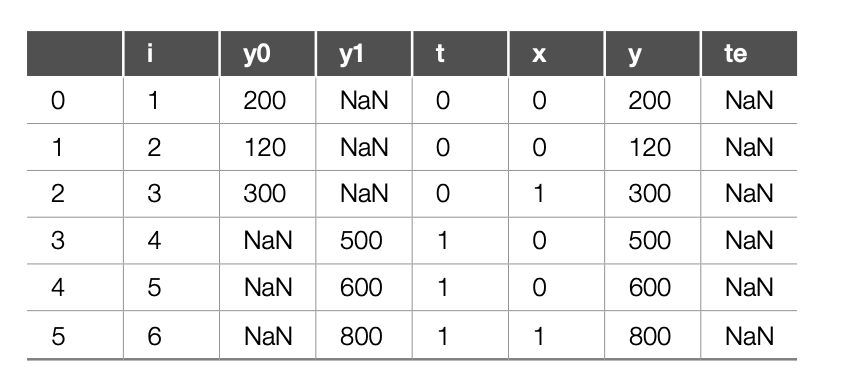 i y0 y1 t x y te
0 1 200 NaN 0 0 200 NaN
1 2 120 NaN 0 0 120 NaN
2 3 300 NaN 0 1 300 NaN
3 4 NaN 500 1 0 500 NaN
4 5 NaN 600 1 0 600 NaN
5 6 NaN 800 1 1 800 NaN